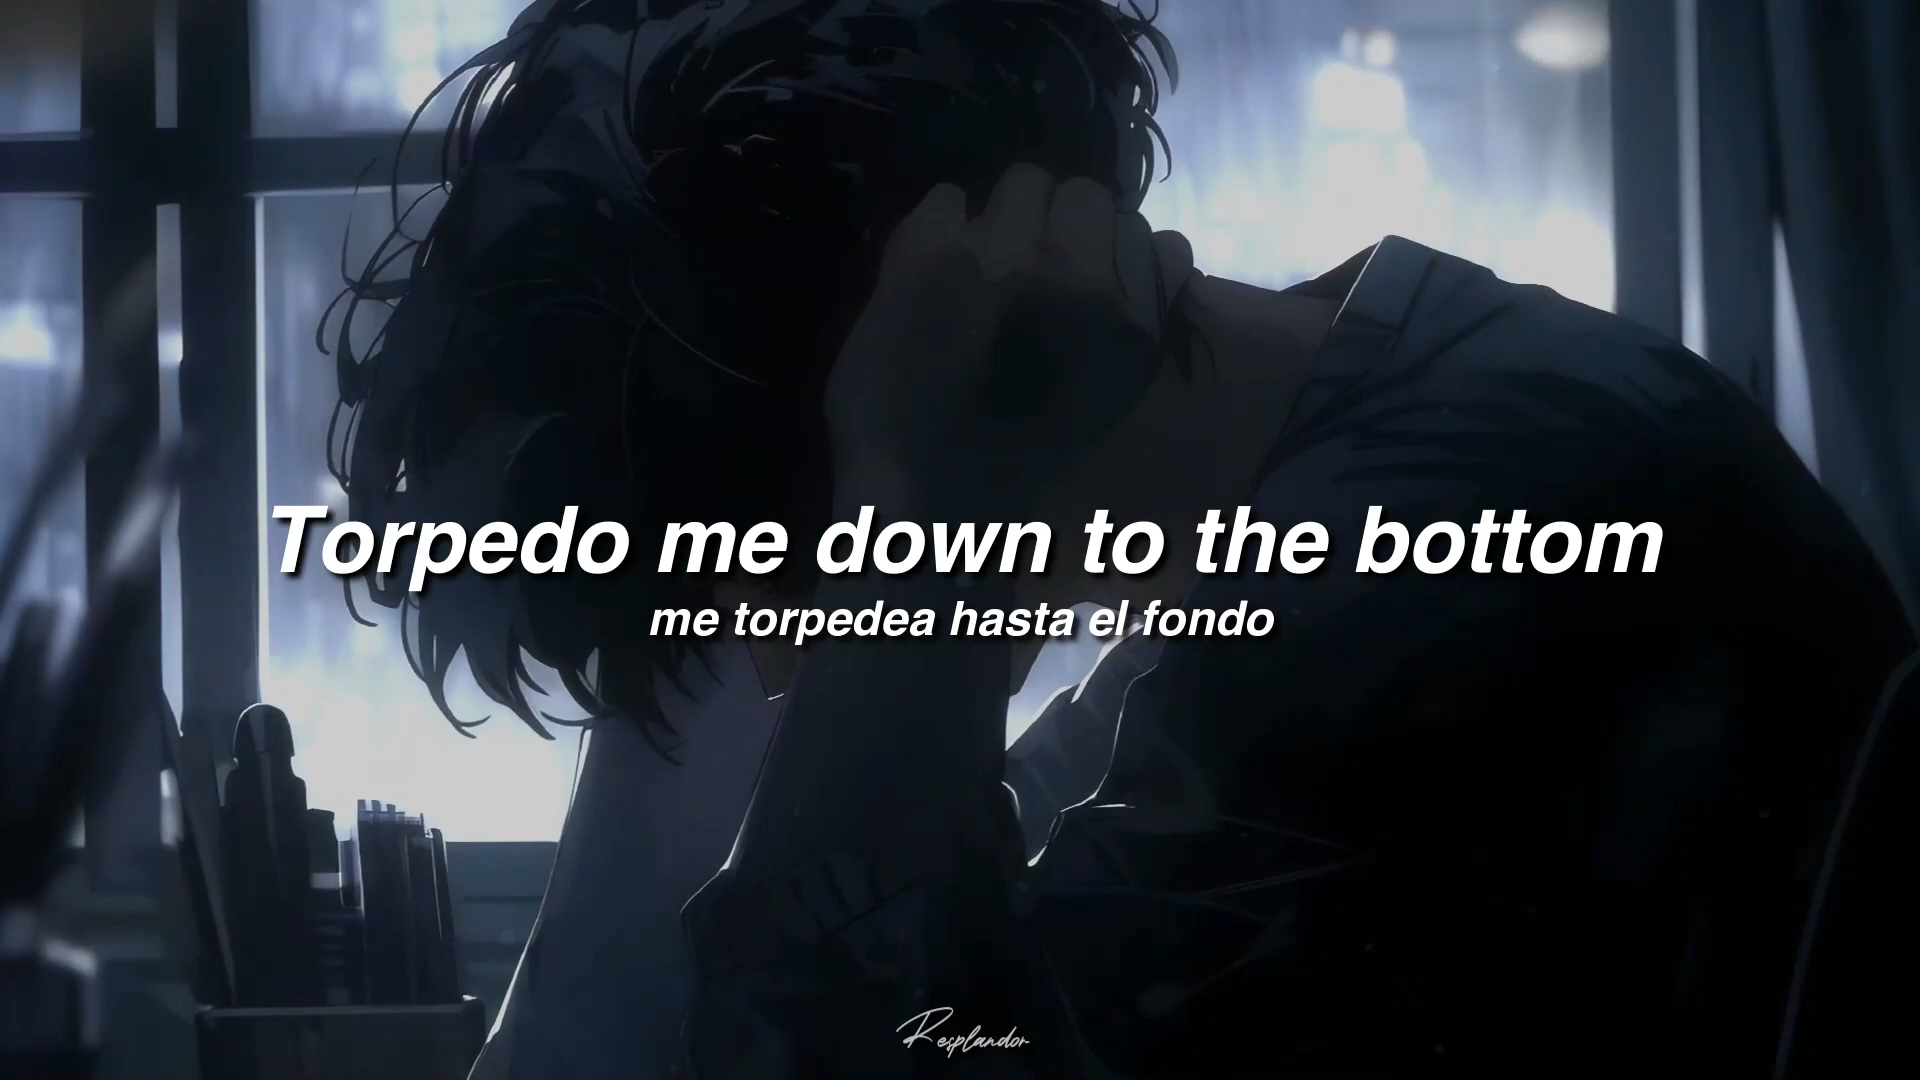 Torpedo me down to the bottom
me torpedea hasta el fondo
Resplandor